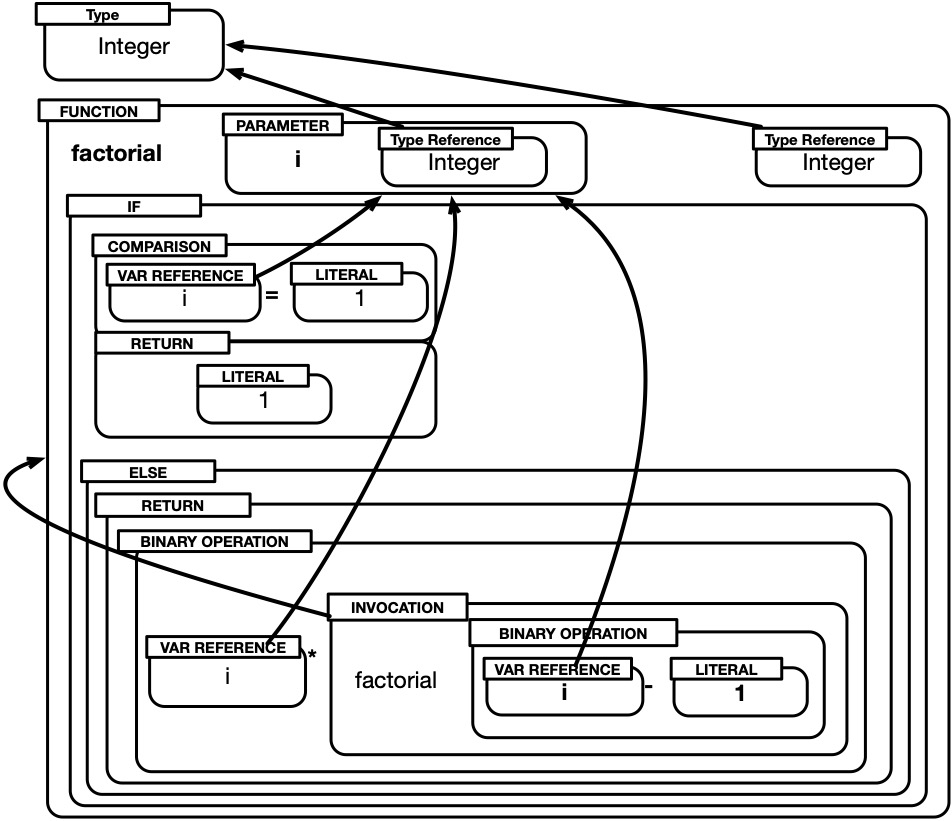 Type
Integer
FUNCTION
factorial
PARAMETER
i
Type Reference
Integer
Type Reference
Integer
IF
COMPARISON
VAR REFERENCE
i
=
LITERAL
1
RETURN
LITERAL
1
ELSE
RETURN
BINARY OPERATION
VAR REFERENCE
i
*
INVOCATION
factorial
BINARY OPERATION
VAR REFERENCE
i
-
LITERAL
1